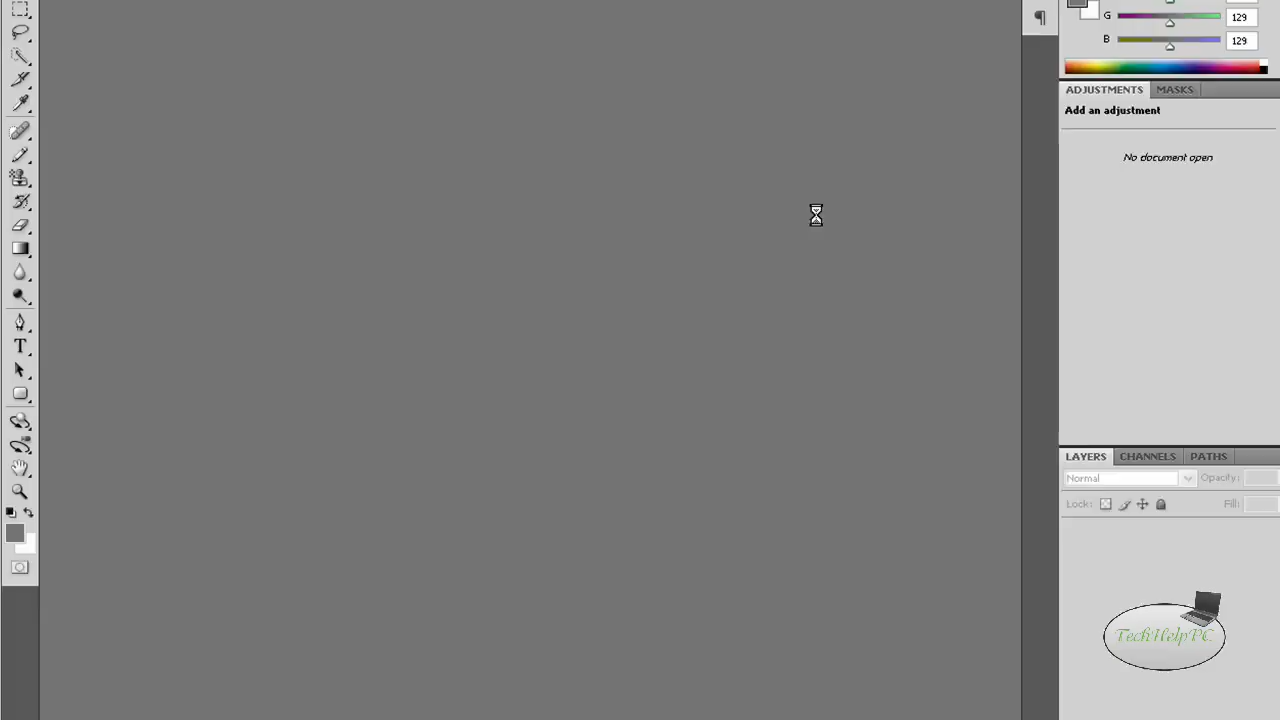 G 129
B 129
ADJUSTMENTS MASKS
Add an adjustment
No document open
LAYERS CHANNELS PATHS
Normal Opacity:
Lock: Fill:
TechHelpPC